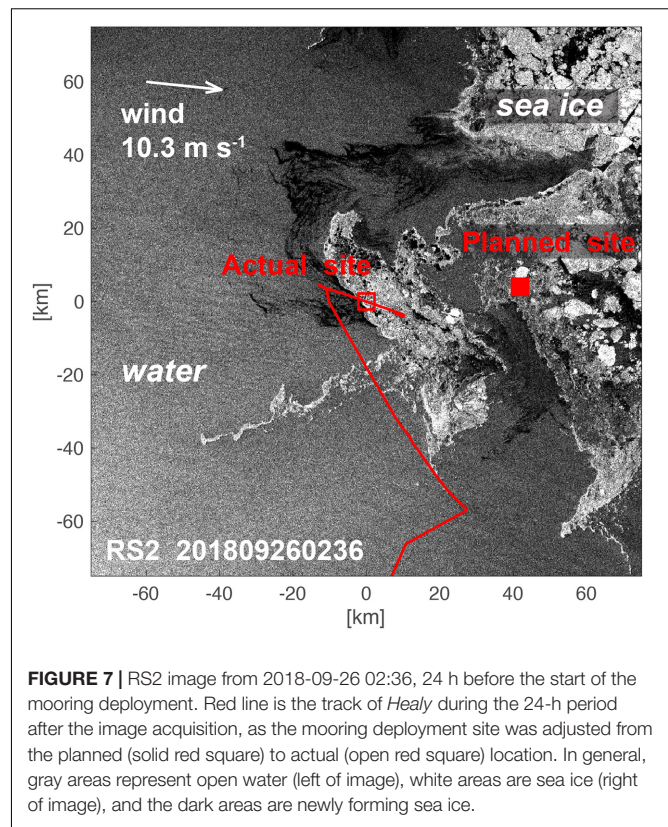 60
40
20
0
-20
-40
-60
[km]
wind
10.3 m s⁻¹
sea ice
Planned site
Actual site
water
RS2 201809260236
-60 -40 -20 0 20 40 60
[km]
FIGURE 7 | RS2 image from 2018-09-26 02:36, 24 h before the start of the
mooring deployment. Red line is the track of Healy during the 24-h period
after the image acquisition, as the mooring deployment site was adjusted from
the planned (solid red square) to actual (open red square) location. In general,
gray areas represent open water (left of image), white areas are sea ice (right
of image), and the dark areas are newly forming sea ice.